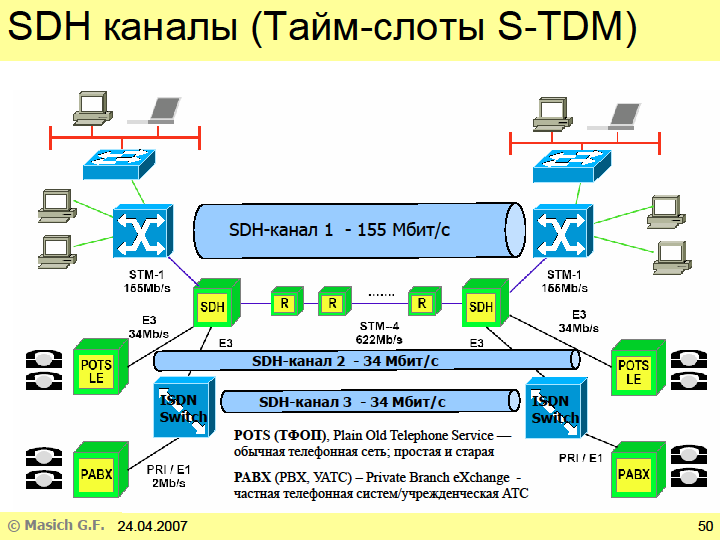 SDH каналы (Тайм-слоты S-TDM)
SDH-канал 1 - 155 Мбит/с
STM-1
155Mb/s
STM-1
155Mb/s
SDH
R
R
.......
R
SDH
E3
34Mb/s
E3
STM--4
622Mb/s
E3
E3
34Mb/s
SDH-канал 2 - 34 Мбит/с
POTS
LE
POTS
LE
ISDN
Switch
SDH-канал 3 - 34 Мбит/с
ISDN
Switch
POTS (ТФОП), Plain Old Telephone Service —
обычная телефонная сеть; простая и старая
PABX
PRI / E1
2Mb/s
PABX (PBX, УАТС) – Private Branch eXchange -
частная телефонная систем/учрежденческая АТС
PRI / E1
PABX
© Masich G.F.
24.04.2007
50